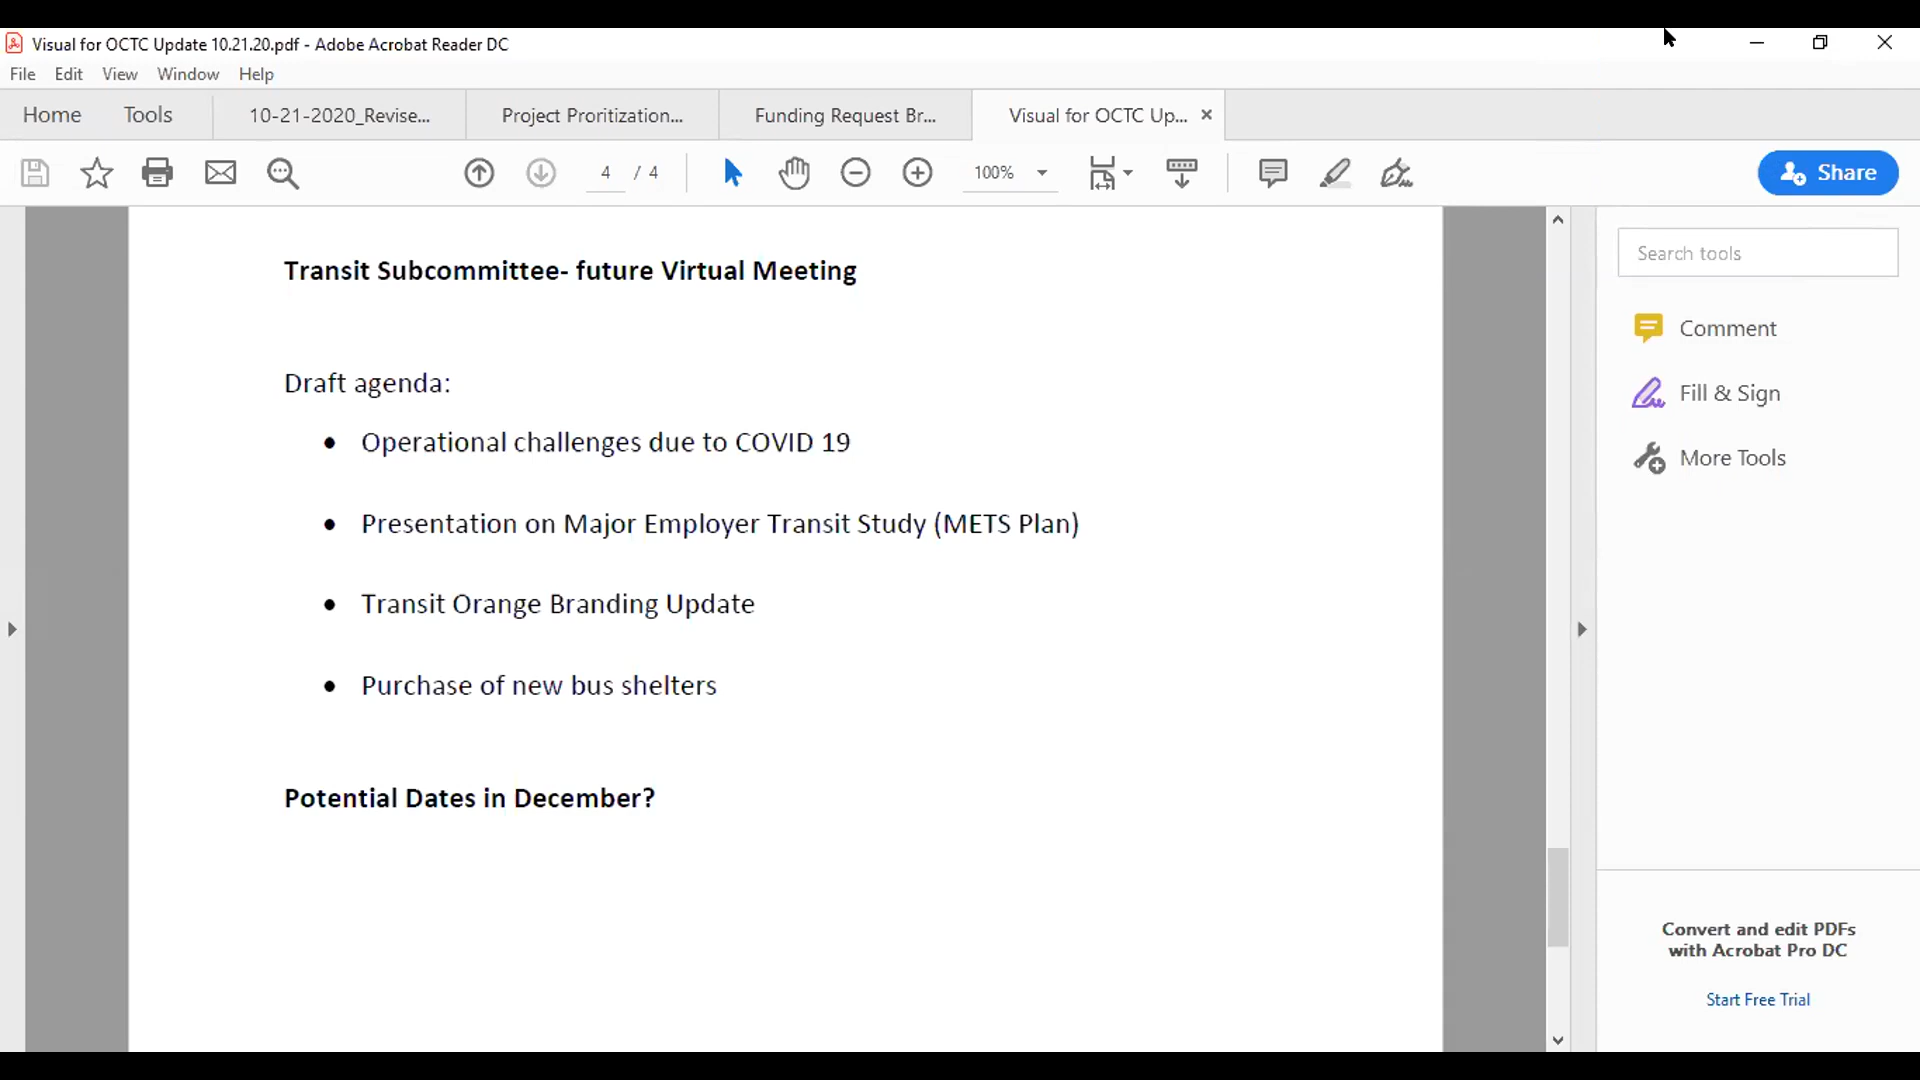 Visual for OCTC Update 10.21.20.pdf - Adobe Acrobat Reader DC
File Edit View Window Help
Home Tools 10-21-2020_Revise... Project Proritization... Funding Request Br... Visual for OCTC Up...
4 / 4 100% Share
Transit Subcommittee- future Virtual Meeting
Draft agenda:
• Operational challenges due to COVID 19
• Presentation on Major Employer Transit Study (METS Plan)
• Transit Orange Branding Update
• Purchase of new bus shelters
Potential Dates in December?
Search tools
Comment
Fill & Sign
More Tools
Convert and edit PDFs
with Acrobat Pro DC
Start Free Trial